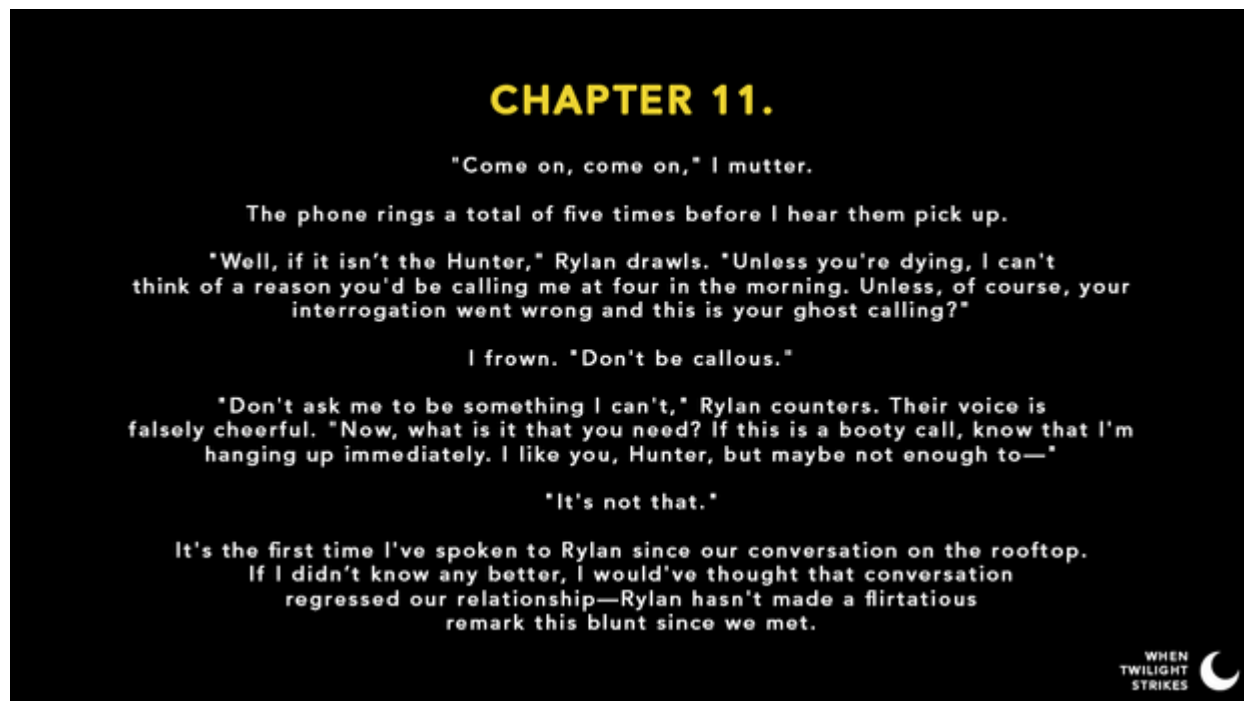 CHAPTER 11.
"Come on, come on," I mutter.
The phone rings a total of five times before I hear them pick up.
"Well, if it isn’t the Hunter," Rylan drawls. "Unless you're dying, I can't
think of a reason you'd be calling me at four in the morning. Unless, of course, your
interrogation went wrong and this is your ghost calling?"
I frown. "Don't be callous."
"Don't ask me to be something I can't," Rylan counters. Their voice is
falsely cheerful. "Now, what is it that you need? If this is a booty call, know that I'm
hanging up immediately. I like you, Hunter, but maybe not enough to—"
"It's not that."
It's the first time I've spoken to Rylan since our conversation on the rooftop.
If I didn’t know any better, I would've thought that conversation
regressed our relationship—Rylan hasn't made a flirtatious
remark this blunt since we met.
WHEN
TWILIGHT
STRIKES